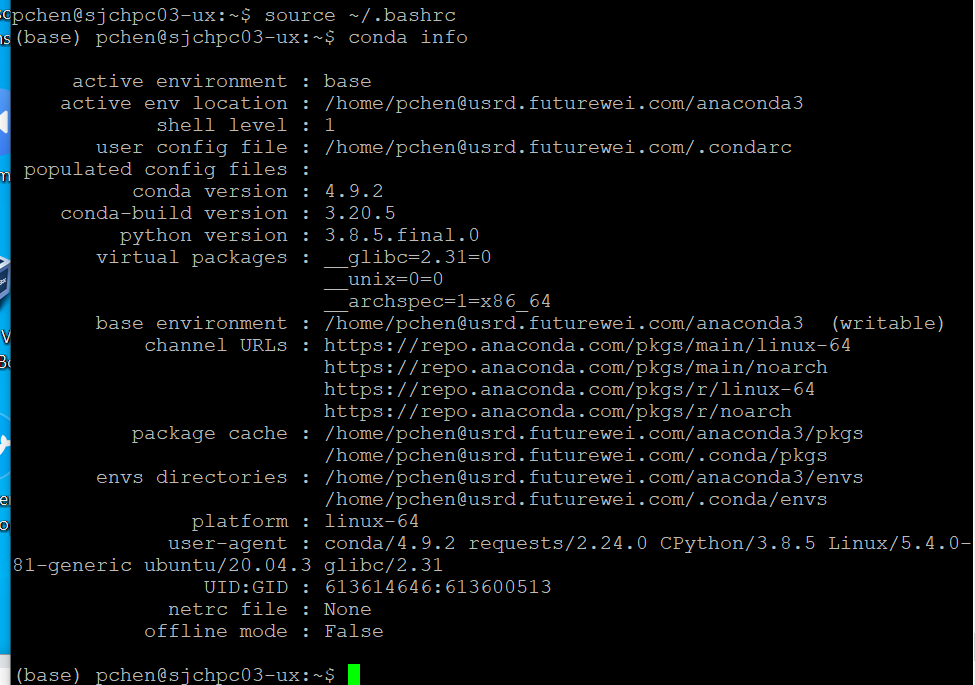 pchen@sjchpc03-ux:~$ source ~/.bashrc
(base) pchen@sjchpc03-ux:~$ conda info
active environment : base
active env location : /home/pchen@usrd.futurewei.com/anaconda3
shell level : 1
user config file : /home/pchen@usrd.futurewei.com/.condarc
populated config files :
conda version : 4.9.2
conda-build version : 3.20.5
python version : 3.8.5.final.0
virtual packages : __glibc=2.31=0
__unix=0=0
__archspec=1=x86_64
base environment : /home/pchen@usrd.futurewei.com/anaconda3  (writable)
channel URLs : https://repo.anaconda.com/pkgs/main/linux-64
https://repo.anaconda.com/pkgs/main/noarch
https://repo.anaconda.com/pkgs/r/linux-64
https://repo.anaconda.com/pkgs/r/noarch
package cache : /home/pchen@usrd.futurewei.com/anaconda3/pkgs
/home/pchen@usrd.futurewei.com/.conda/pkgs
envs directories : /home/pchen@usrd.futurewei.com/anaconda3/envs
/home/pchen@usrd.futurewei.com/.conda/envs
platform : linux-64
user-agent : conda/4.9.2 requests/2.24.0 CPython/3.8.5 Linux/5.4.0-
81-generic ubuntu/20.04.3 glibc/2.31
UID:GID : 613614646:613600513
netrc file : None
offline mode : False
(base) pchen@sjchpc03-ux:~$